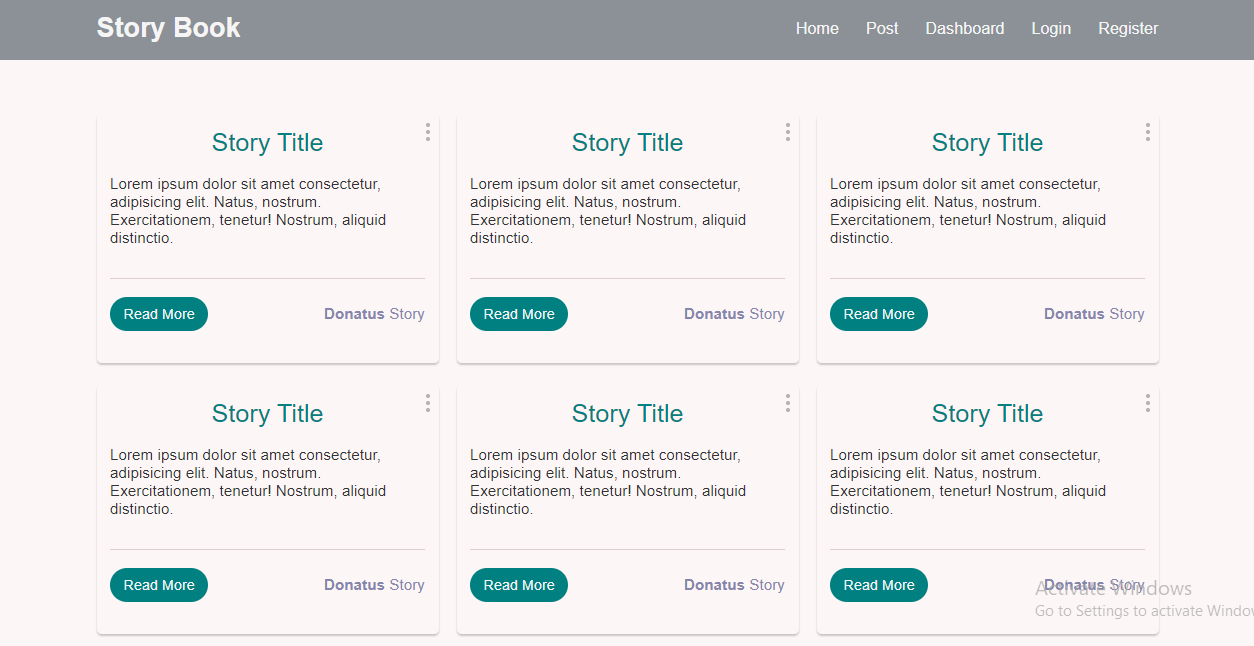 Story Book
Home Post Dashboard Login Register
Story Title
Lorem ipsum dolor sit amet consectetur,
adipisicing elit. Natus, nostrum.
Exercitationem, tenetur! Nostrum, aliquid
distinctio.
Read More
Donatus Story
Story Title
Lorem ipsum dolor sit amet consectetur,
adipisicing elit. Natus, nostrum.
Exercitationem, tenetur! Nostrum, aliquid
distinctio.
Read More
Donatus Story
Story Title
Lorem ipsum dolor sit amet consectetur,
adipisicing elit. Natus, nostrum.
Exercitationem, tenetur! Nostrum, aliquid
distinctio.
Read More
Donatus Story
Story Title
Lorem ipsum dolor sit amet consectetur,
adipisicing elit. Natus, nostrum.
Exercitationem, tenetur! Nostrum, aliquid
distinctio.
Read More
Donatus Story
Story Title
Lorem ipsum dolor sit amet consectetur,
adipisicing elit. Natus, nostrum.
Exercitationem, tenetur! Nostrum, aliquid
distinctio.
Read More
Donatus Story
Story Title
Lorem ipsum dolor sit amet consectetur,
adipisicing elit. Natus, nostrum.
Exercitationem, tenetur! Nostrum, aliquid
distinctio.
Read More
Donatus Story
Activate Windows
Go to Settings to activate Windo